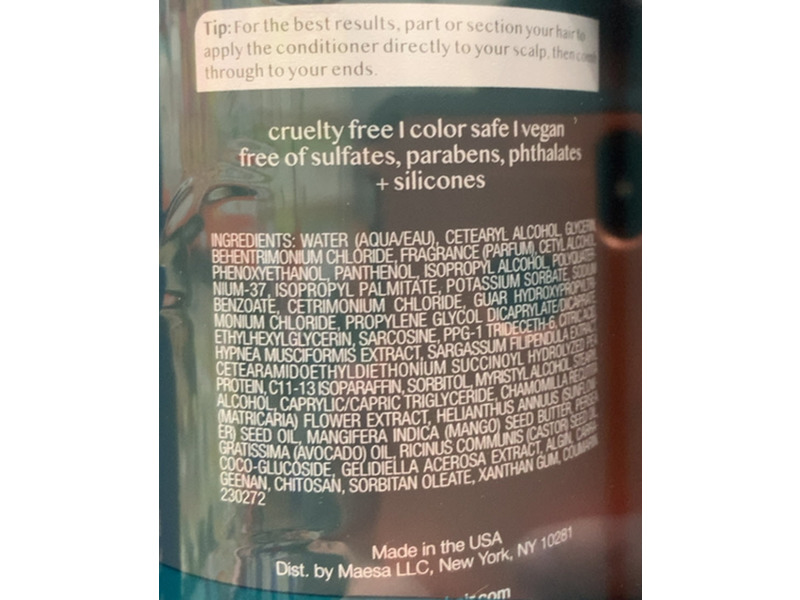 Tip: For the best results, part or section your hair to
apply the conditioner directly to your scalp, then comb
through to your ends.
cruelty free | color safe | vegan
free of sulfates, parabens, phthalates
+ silicones
INGREDIENTS: WATER (AQUA/EAU), CETEARYL ALCOHOL, GLYCERIN,
BEHENTRIMONIUM CHLORIDE, FRAGRANCE (PARFUM), CETYL ALCOHOL,
PHENOXYETHANOL, PANTHENOL, ISOPROPYL ALCOHOL, POLYQUATER-
NIUM-37, ISOPROPYL PALMITATE, POTASSIUM SORBATE, SODIUM
BENZOATE, CETRIMONIUM CHLORIDE, GUAR HYDROXYPROPYLTRI-
MONIUM CHLORIDE, PROPYLENE GLYCOL DICAPRYLATE/DICAPRATE,
ETHYLHEXYLGLYCERIN, SARCOSINE, PPG-1 TRIDECETH-6, CITRIC ACID,
HYPNEA MUSCIFORMIS EXTRACT, SARGASSUM FILIPENDULA EXTRACT,
CETEARAMIDOETHYLDIETHONIUM SUCCINOYL HYDROLYZED PEA
PROTEIN, C11-13 ISOPARAFFIN, SORBITOL, MYRISTYL ALCOHOL, STEARYL
ALCOHOL, CAPRYLIC/CAPRIC TRIGLYCERIDE, CHAMOMILLA RECUTITA
(MATRICARIA) FLOWER EXTRACT, HELIANTHUS ANNUUS (SUNFLOW-
ER) SEED OIL, MANGIFERA INDICA (MANGO) SEED BUTTER, PERSEA
GRATISSIMA (AVOCADO) OIL, RICINUS COMMUNIS (CASTOR) SEED OIL,
COCO-GLUCOSIDE, GELIDIELLA ACEROSA EXTRACT, ALGIN, CARRA-
GEENAN, CHITOSAN, SORBITAN OLEATE, XANTHAN GUM, COUMARIN
230272
Made in the USA
Dist. by Maesa LLC, New York, NY 10281
.com